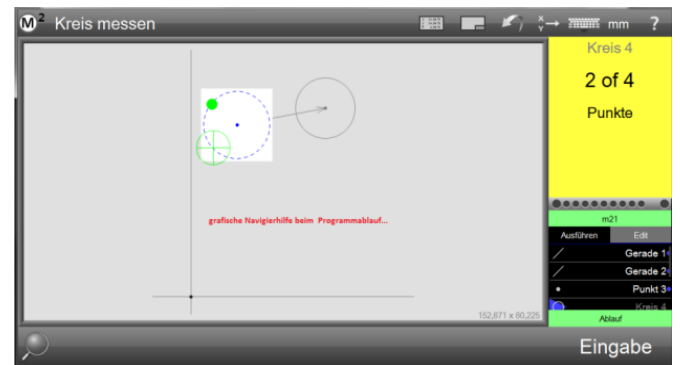 M² Kreis messen
X Y mm ?
Kreis 4
2 of 4
Punkte
grafische Navigierhilfe beim Programmablauf...
m21
Ausführen Edit
Gerade 1
Gerade 2
Punkt 3
Kreis 4
152,671 x 80,225
Ablauf
Eingabe